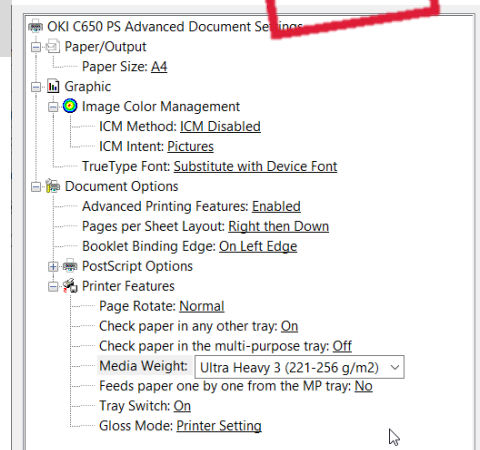 OKI C650 PS Advanced Document Settings
Paper/Output
Paper Size: A4
Graphic
Image Color Management
ICM Method: ICM Disabled
ICM Intent: Pictures
TrueType Font: Substitute with Device Font
Document Options
Advanced Printing Features: Enabled
Pages per Sheet Layout: Right then Down
Booklet Binding Edge: On Left Edge
PostScript Options
Printer Features
Page Rotate: Normal
Check paper in any other tray: On
Check paper in the multi-purpose tray: Off
Media Weight: Ultra Heavy 3 (221-256 g/m2)
Feeds paper one by one from the MP tray: No
Tray Switch: On
Gloss Mode: Printer Setting